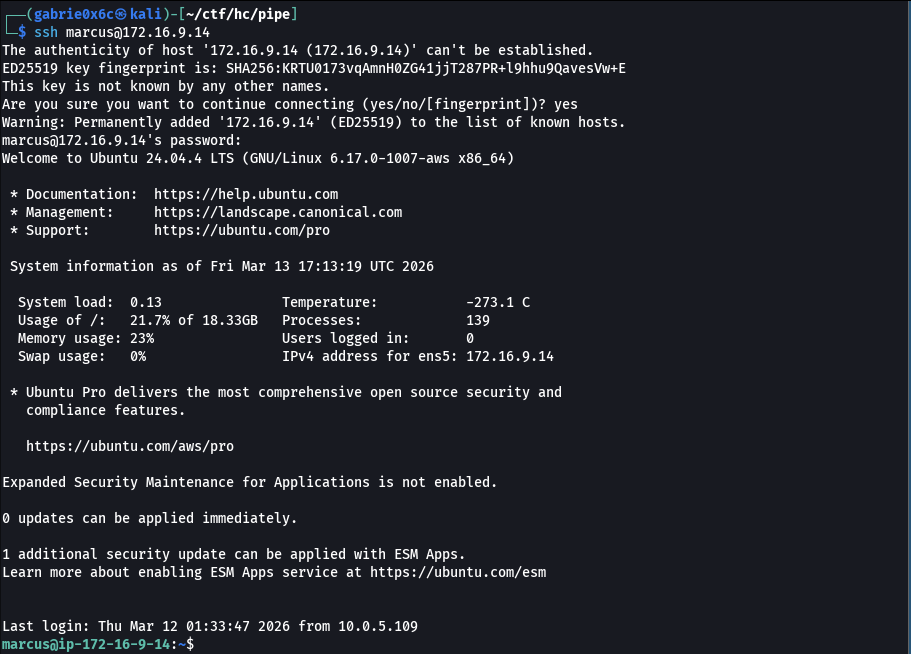 ┌──(gabrie0x6c㉿kali)-[~/ctf/hc/pipe]
└─$ ssh marcus@172.16.9.14
The authenticity of host '172.16.9.14 (172.16.9.14)' can't be established.
ED25519 key fingerprint is: SHA256:KRTU0173vqAmnH0ZG41jjT287PR+l9hhu9QavesVw+E
This key is not known by any other names.
Are you sure you want to continue connecting (yes/no/[fingerprint])? yes
Warning: Permanently added '172.16.9.14' (ED25519) to the list of known hosts.
marcus@172.16.9.14's password:
Welcome to Ubuntu 24.04.4 LTS (GNU/Linux 6.17.0-1007-aws x86_64)
* Documentation:  https://help.ubuntu.com
* Management:     https://landscape.canonical.com
* Support:        https://ubuntu.com/pro
System information as of Fri Mar 13 17:13:19 UTC 2026
System load:  0.13               Temperature:           -273.1 C
Usage of /:   21.7% of 18.33GB   Processes:             139
Memory usage: 23%                Users logged in:       0
Swap usage:   0%                 IPv4 address for ens5: 172.16.9.14
* Ubuntu Pro delivers the most comprehensive open source security and
compliance features.
https://ubuntu.com/aws/pro
Expanded Security Maintenance for Applications is not enabled.
0 updates can be applied immediately.
1 additional security update can be applied with ESM Apps.
Learn more about enabling ESM Apps service at https://ubuntu.com/esm
Last login: Thu Mar 12 01:33:47 2026 from 10.0.5.109
marcus@ip-172-16-9-14:~$